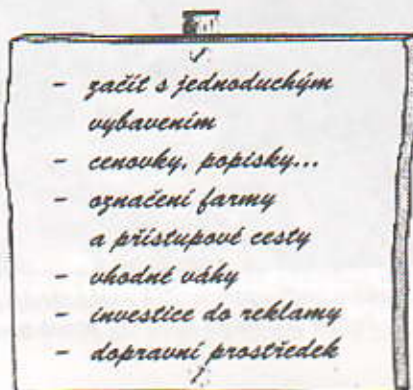 - začít s jednoduchým
vybavením
- cenovky, popisky...
- označení farmy
a přístupové cesty
- vhodné váhy
- investice do reklamy
- dopravní prostředek